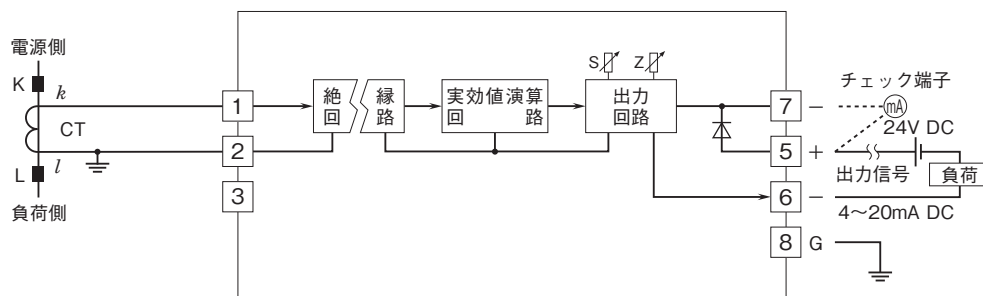 電源側
K
k
CT
l
L
負荷側
1
2
3
絶縁
回路
実効値演算
回路
S
Z
出力
回路
7 −
5 +
6 −
8 G
チェック端子
mA
24V DC
出力信号
負荷
4〜20mA DC